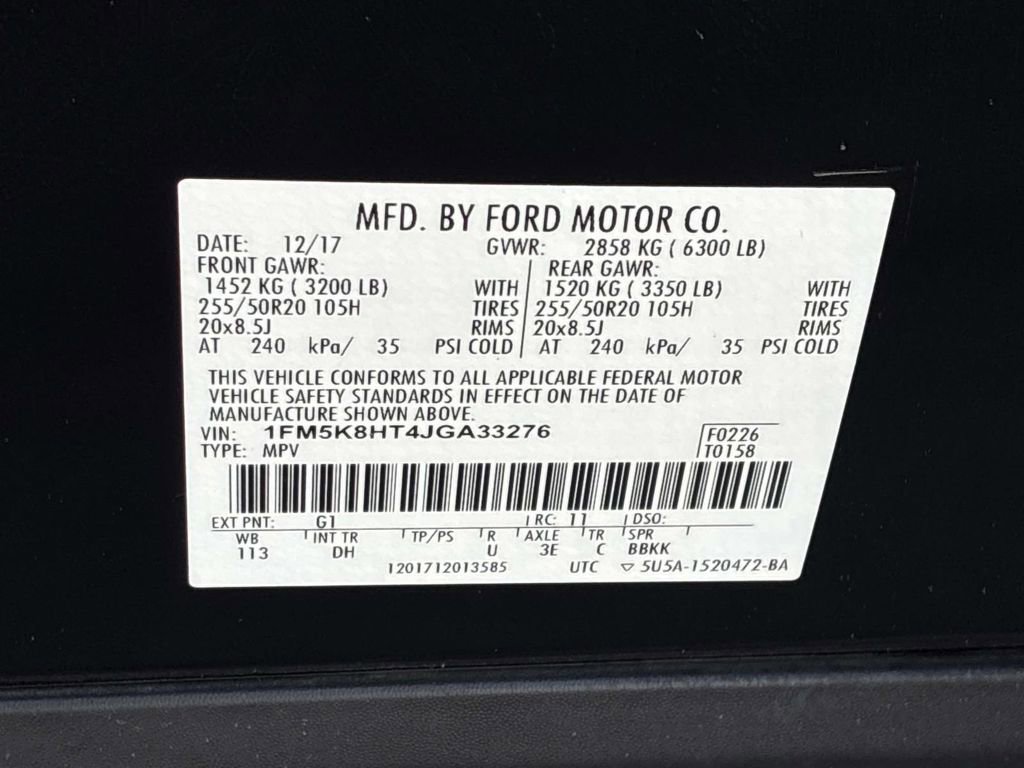 MFD. BY FORD MOTOR CO.
DATE: 12/17 GVWR: 2858 KG ( 6300 LB)
FRONT GAWR: REAR GAWR:
1452 KG ( 3200 LB) WITH 1520 KG ( 3350 LB) WITH
255/50R20 105H TIRES 255/50R20 105H TIRES
20x8.5J RIMS 20x8.5J RIMS
AT 240 kPa/ 35 PSI COLD AT 240 kPa/ 35 PSI COLD
THIS VEHICLE CONFORMS TO ALL APPLICABLE FEDERAL MOTOR
VEHICLE SAFETY STANDARDS IN EFFECT ON THE DATE OF
MANUFACTURE SHOWN ABOVE.
VIN: 1FM5K8HT4JGA33276 F0226
TYPE: MPV T0158
EXT PNT: G1 RC: 11 DSO:
WB INT TR TP/PS R AXLE TR SPR
113 DH U 3E C BBKK
1201712013585 UTC ▽ 5U5A-1520472-BA